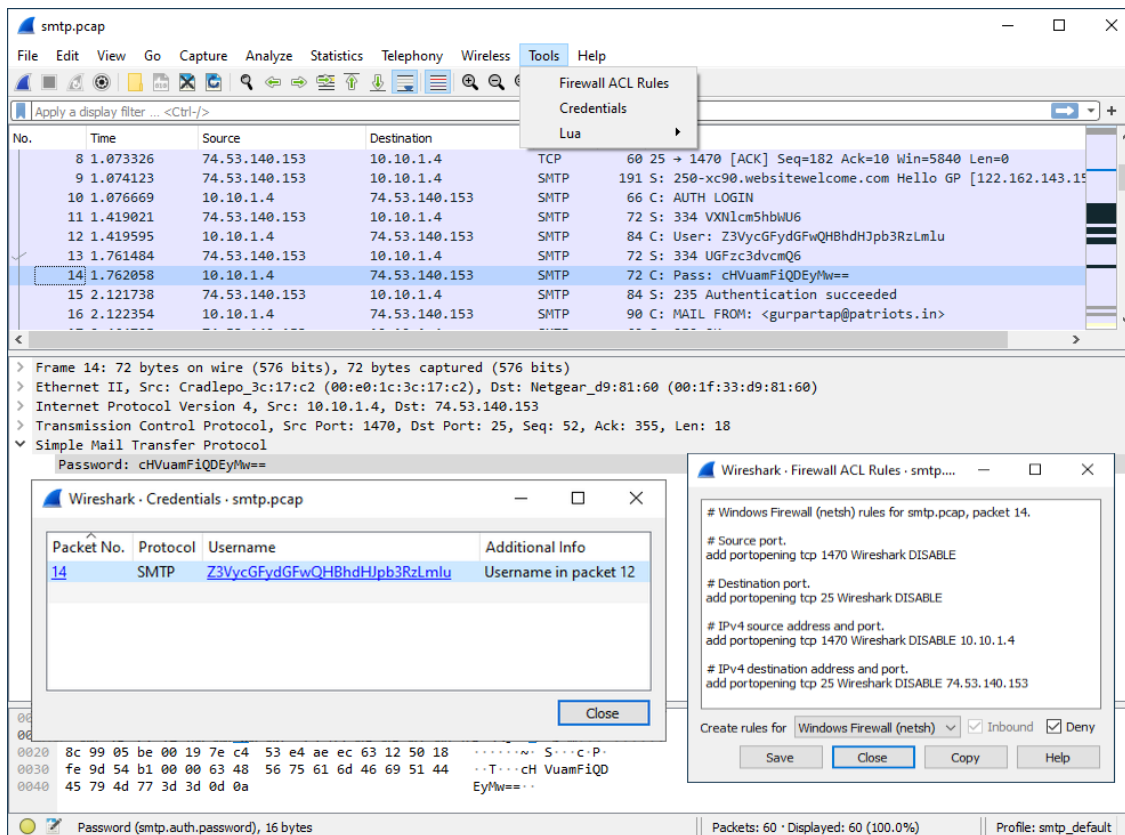 smtp.pcap
File Edit View Go Capture Analyze Statistics Telephony Wireless Tools Help
Firewall ACL Rules
Credentials
Lua
Apply a display filter ... <Ctrl-/>
No. Time Source Destination
8 1.073326 74.53.140.153 10.10.1.4 TCP 60 25 → 1470 [ACK] Seq=182 Ack=10 Win=5840 Len=0
9 1.074123 74.53.140.153 10.10.1.4 SMTP 191 S: 250-xc90.websitewelcome.com Hello GP [122.162.143.15
10 1.076669 10.10.1.4 74.53.140.153 SMTP 66 C: AUTH LOGIN
11 1.419021 74.53.140.153 10.10.1.4 SMTP 72 S: 334 VXNlcm5hbWU6
12 1.419595 10.10.1.4 74.53.140.153 SMTP 84 C: User: Z3VycGFydGFwQHBhdHJpb3RzLmlu
13 1.761484 74.53.140.153 10.10.1.4 SMTP 72 S: 334 UGFzc3dvcmQ6
14 1.762058 10.10.1.4 74.53.140.153 SMTP 72 C: Pass: cHVuamFiQDEyMw==
15 2.121738 74.53.140.153 10.10.1.4 SMTP 84 S: 235 Authentication succeeded
16 2.122354 10.10.1.4 74.53.140.153 SMTP 90 C: MAIL FROM: <gurpartap@patriots.in>
Frame 14: 72 bytes on wire (576 bits), 72 bytes captured (576 bits)
Ethernet II, Src: Cradlepo_3c:17:c2 (00:e0:1c:3c:17:c2), Dst: Netgear_d9:81:60 (00:1f:33:d9:81:60)
Internet Protocol Version 4, Src: 10.10.1.4, Dst: 74.53.140.153
Transmission Control Protocol, Src Port: 1470, Dst Port: 25, Seq: 52, Ack: 355, Len: 18
Simple Mail Transfer Protocol
Password: cHVuamFiQDEyMw==
Wireshark · Credentials · smtp.pcap
Packet No. Protocol Username Additional Info
14 SMTP Z3VycGFydGFwQHBhdHJpb3RzLmlu Username in packet 12
Close
Wireshark · Firewall ACL Rules · smtp....
# Windows Firewall (netsh) rules for smtp.pcap, packet 14.
# Source port.
add portopening tcp 1470 Wireshark DISABLE
# Destination port.
add portopening tcp 25 Wireshark DISABLE
# IPv4 source address and port.
add portopening tcp 1470 Wireshark DISABLE 10.10.1.4
# IPv4 destination address and port.
add portopening tcp 25 Wireshark DISABLE 74.53.140.153
Create rules for Windows Firewall (netsh) Inbound Deny
Save Close Copy Help
0020 8c 99 05 be 00 19 7e c4 53 e4 ae ec 63 12 50 18 ······~· S···c·P·
0030 fe 9d 54 b1 00 00 63 48 56 75 61 6d 46 69 51 44 ··T···cH VuamFiQD
0040 45 79 4d 77 3d 3d 0d 0a EyMw==··
Password (smtp.auth.password), 16 bytes
Packets: 60 · Displayed: 60 (100.0%)
Profile: smtp_default